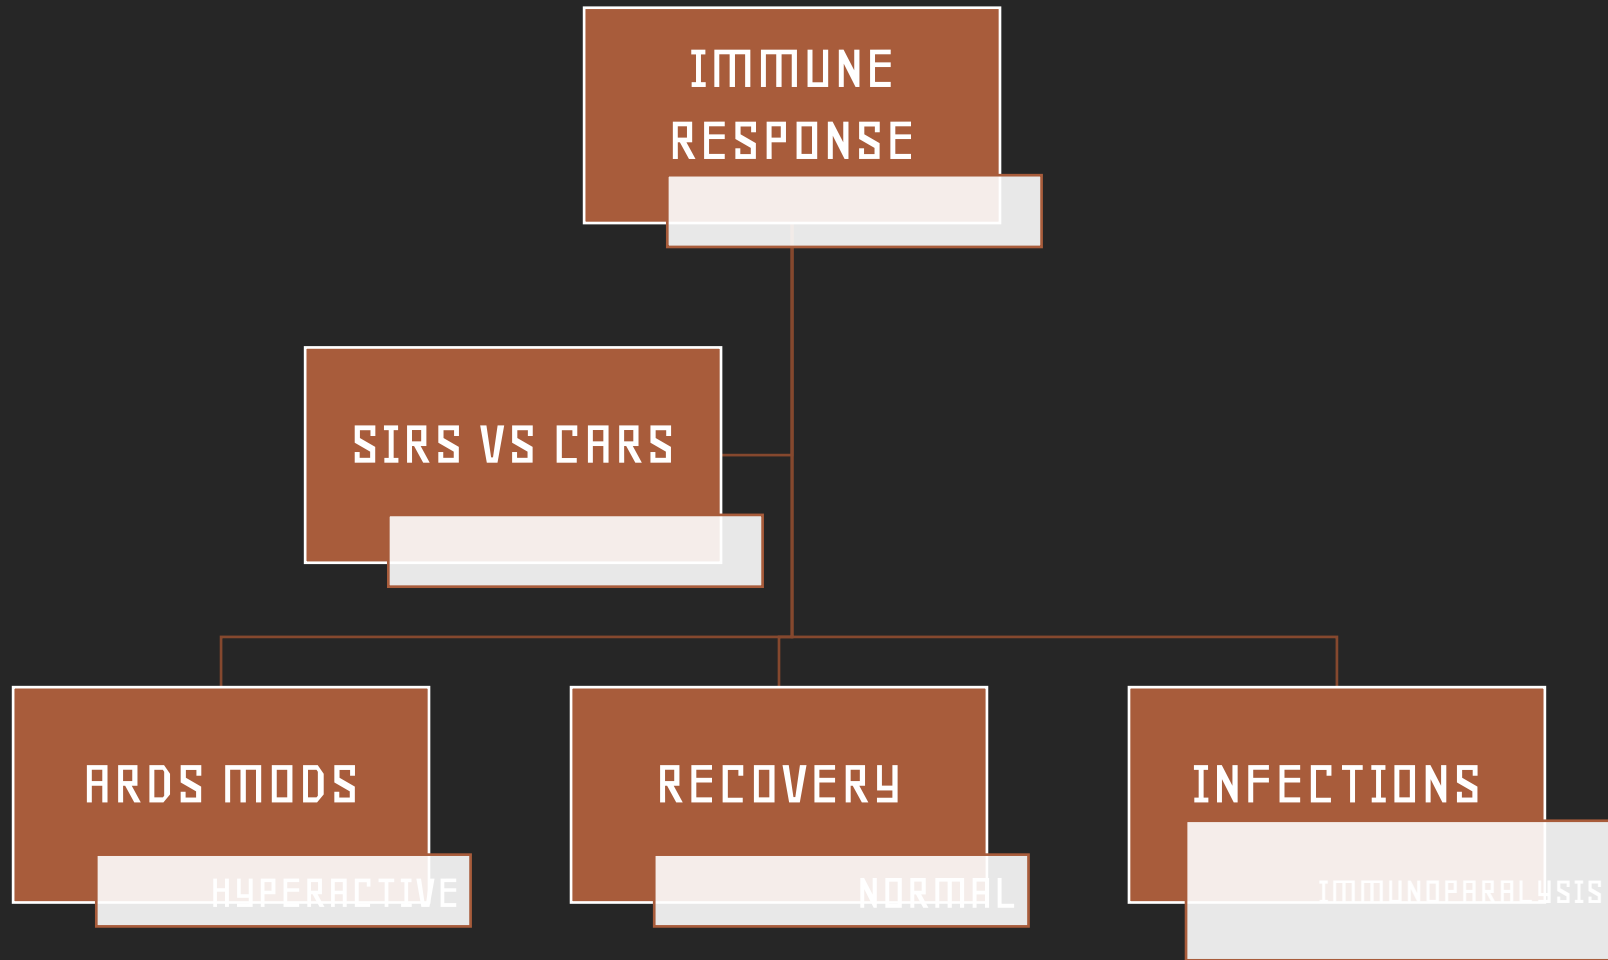 IMMUNE
RESPONSE
SIRS VS CARS
ARDS MODS
HYPERACTIVE
RECOVERY
NORMAL
INFECTIONS
IMMUNOPARALYSIS